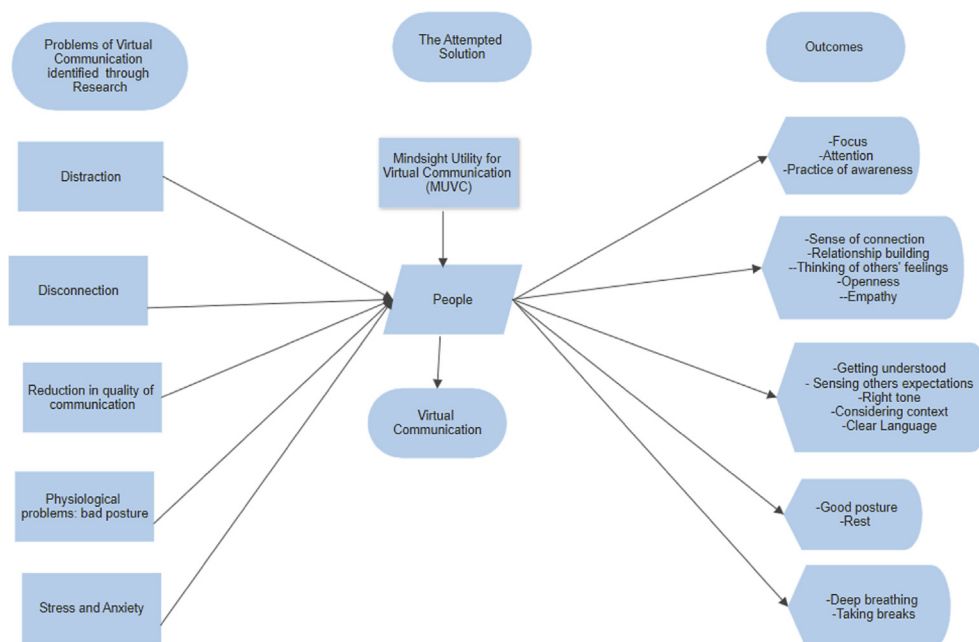 Problems of Virtual
Communication
identified through
Research
The Attempted
Solution
Outcomes
Distraction
Mindsight Utility for
Virtual Communication
(MUVC)
-Focus
-Attention
-Practice of awareness
Disconnection
People
-Sense of connection
-Relationship building
--Thinking of others' feelings
-Openness
--Empathy
Reduction in quality of
communication
Virtual
Communication
-Getting understood
- Sensing others expectations
-Right tone
-Considering context
-Clear Language
Physiological
problems: bad posture
-Good posture
-Rest
Stress and Anxiety
-Deep breathing
-Taking breaks